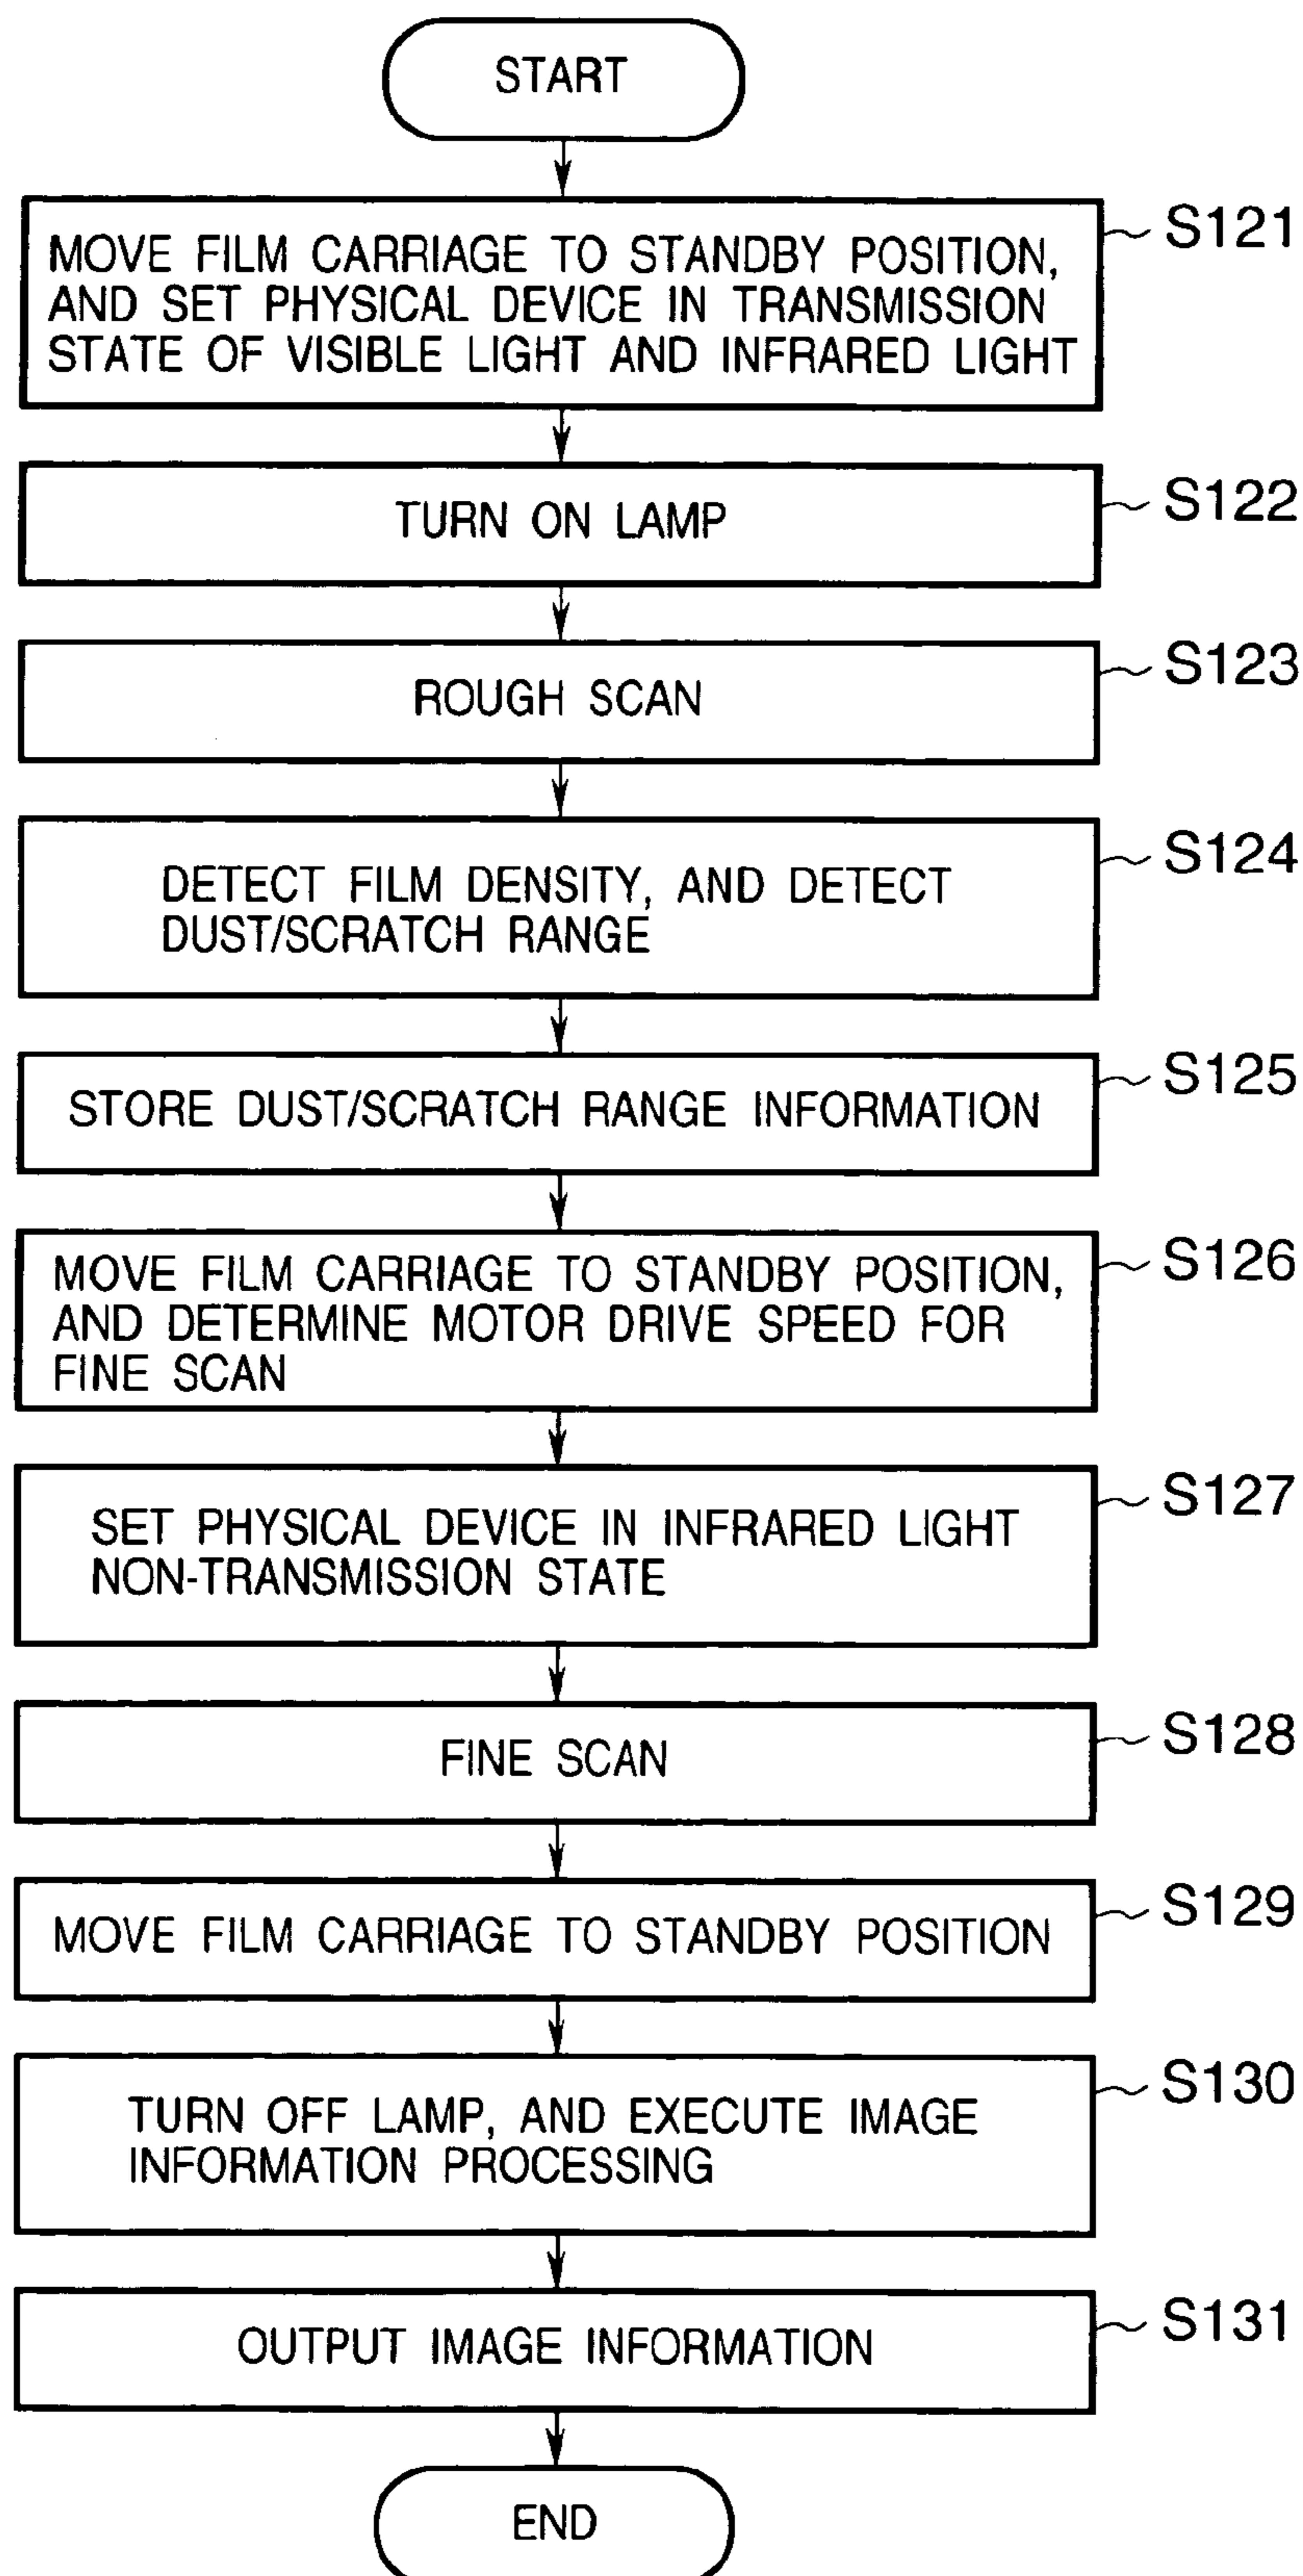 START
MOVE FILM CARRIAGE TO STANDBY POSITION,
AND SET PHYSICAL DEVICE IN TRANSMISSION
STATE OF VISIBLE LIGHT AND INFRARED LIGHT
S121
TURN ON LAMP
S122
ROUGH SCAN
S123
DETECT FILM DENSITY, AND DETECT
DUST/SCRATCH RANGE
S124
STORE DUST/SCRATCH RANGE INFORMATION
S125
MOVE FILM CARRIAGE TO STANDBY POSITION,
AND DETERMINE MOTOR DRIVE SPEED FOR
FINE SCAN
S126
SET PHYSICAL DEVICE IN INFRARED LIGHT
NON-TRANSMISSION STATE
S127
FINE SCAN
S128
MOVE FILM CARRIAGE TO STANDBY POSITION
S129
TURN OFF LAMP, AND EXECUTE IMAGE
INFORMATION PROCESSING
S130
OUTPUT IMAGE INFORMATION
S131
END